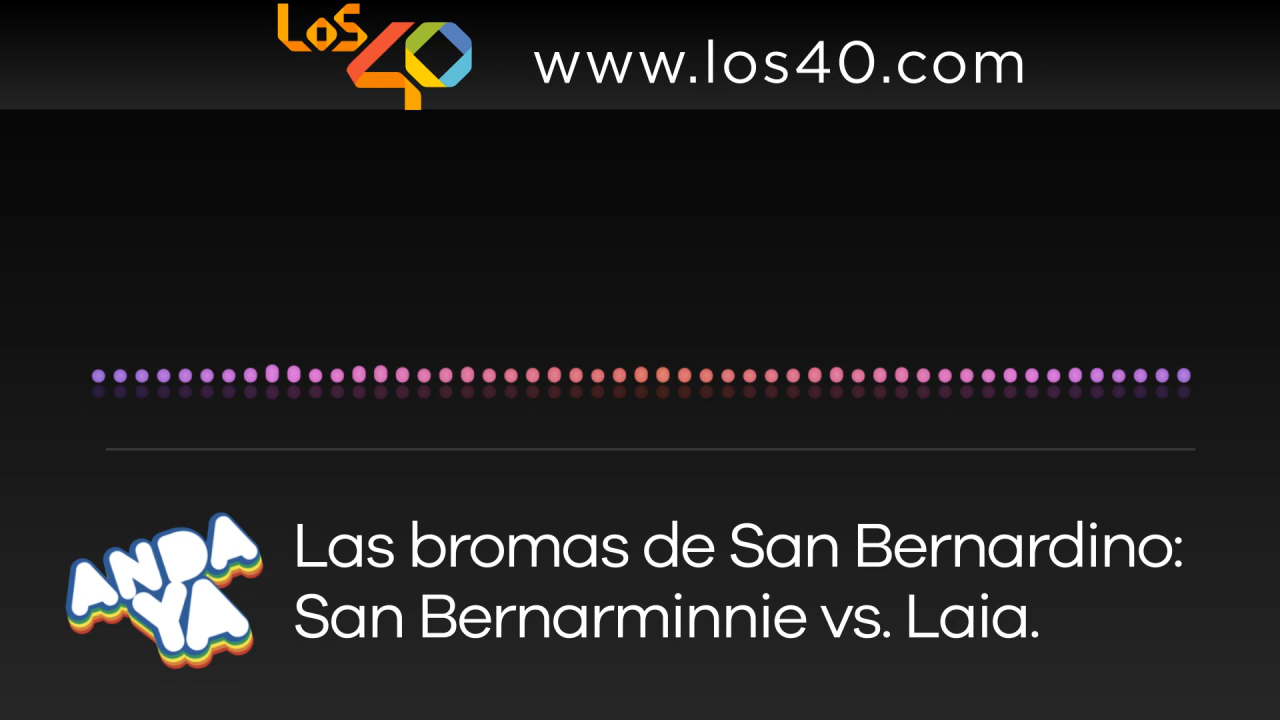 LOS
40
www.los40.com
ANDA
YA
Las bromas de San Bernardino:
San Bernarminnie vs. Laia.